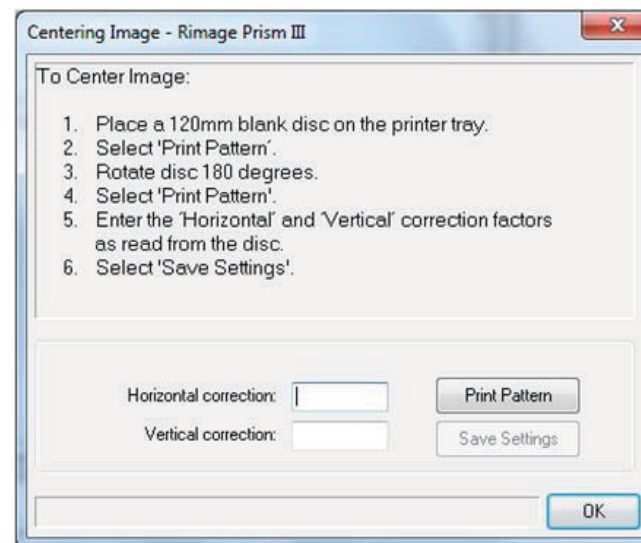 Centering Image - Rimage Prism III
To Center Image:
1. Place a 120mm blank disc on the printer tray.
2. Select 'Print Pattern'.
3. Rotate disc 180 degrees.
4. Select 'Print Pattern'.
5. Enter the 'Horizontal' and 'Vertical' correction factors
as read from the disc.
6. Select 'Save Settings'.
Horizontal correction:
Print Pattern
Vertical correction:
Save Settings
OK